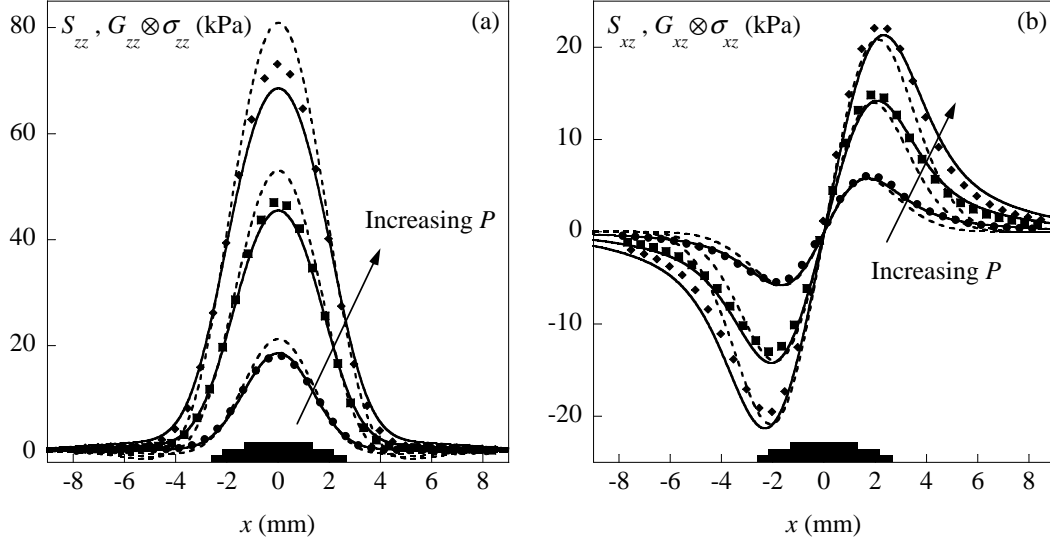 S_zz , G_zz ⊗ σ_zz (kPa)
(a)
80
60
40
20
0
Increasing P
-8 -6 -4 -2 0 2 4 6 8
x (mm)
S_xz , G_xz ⊗ σ_xz (kPa)
(b)
20
10
0
-10
-20
Increasing P
-8 -6 -4 -2 0 2 4 6 8
x (mm)